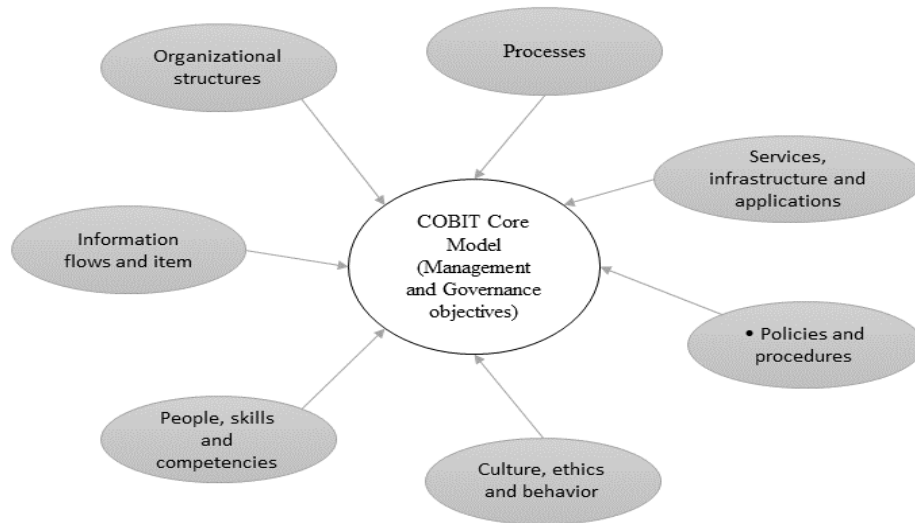 Organizational
structures
Processes
Services,
infrastructure and
applications
COBIT Core
Model
(Management
and Governance
objectives)
Information
flows and item
• Policies and
procedures
People, skills
and
competencies
Culture, ethics
and behavior